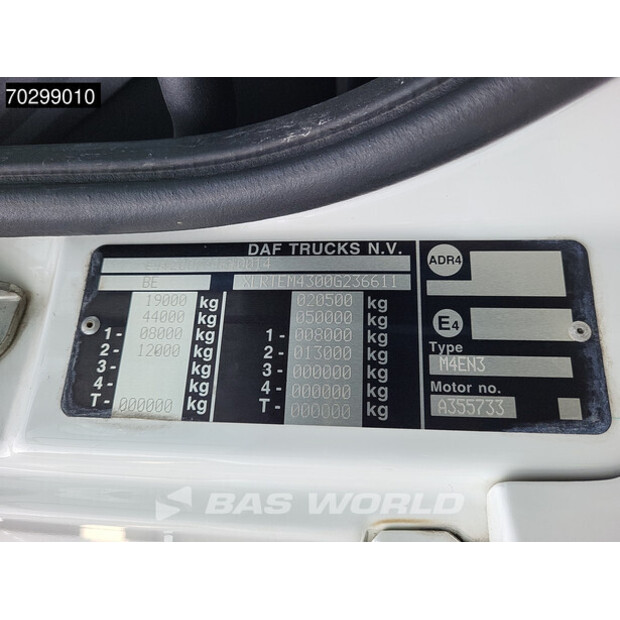 70299010
DAF TRUCKS N.V.
BE XLRTEM4300G236611
19000 kg 020500 kg
44000 kg 050000 kg
1- 08000 kg 1- 008000 kg
2- 12000 kg 2- 013000 kg
3- kg 3- 000000 kg
4- kg 4- 000000 kg
T- 000000 kg T- 000000 kg
ADR4
E4
Type
M4EN3
Motor no.
A355733
BAS WORLD